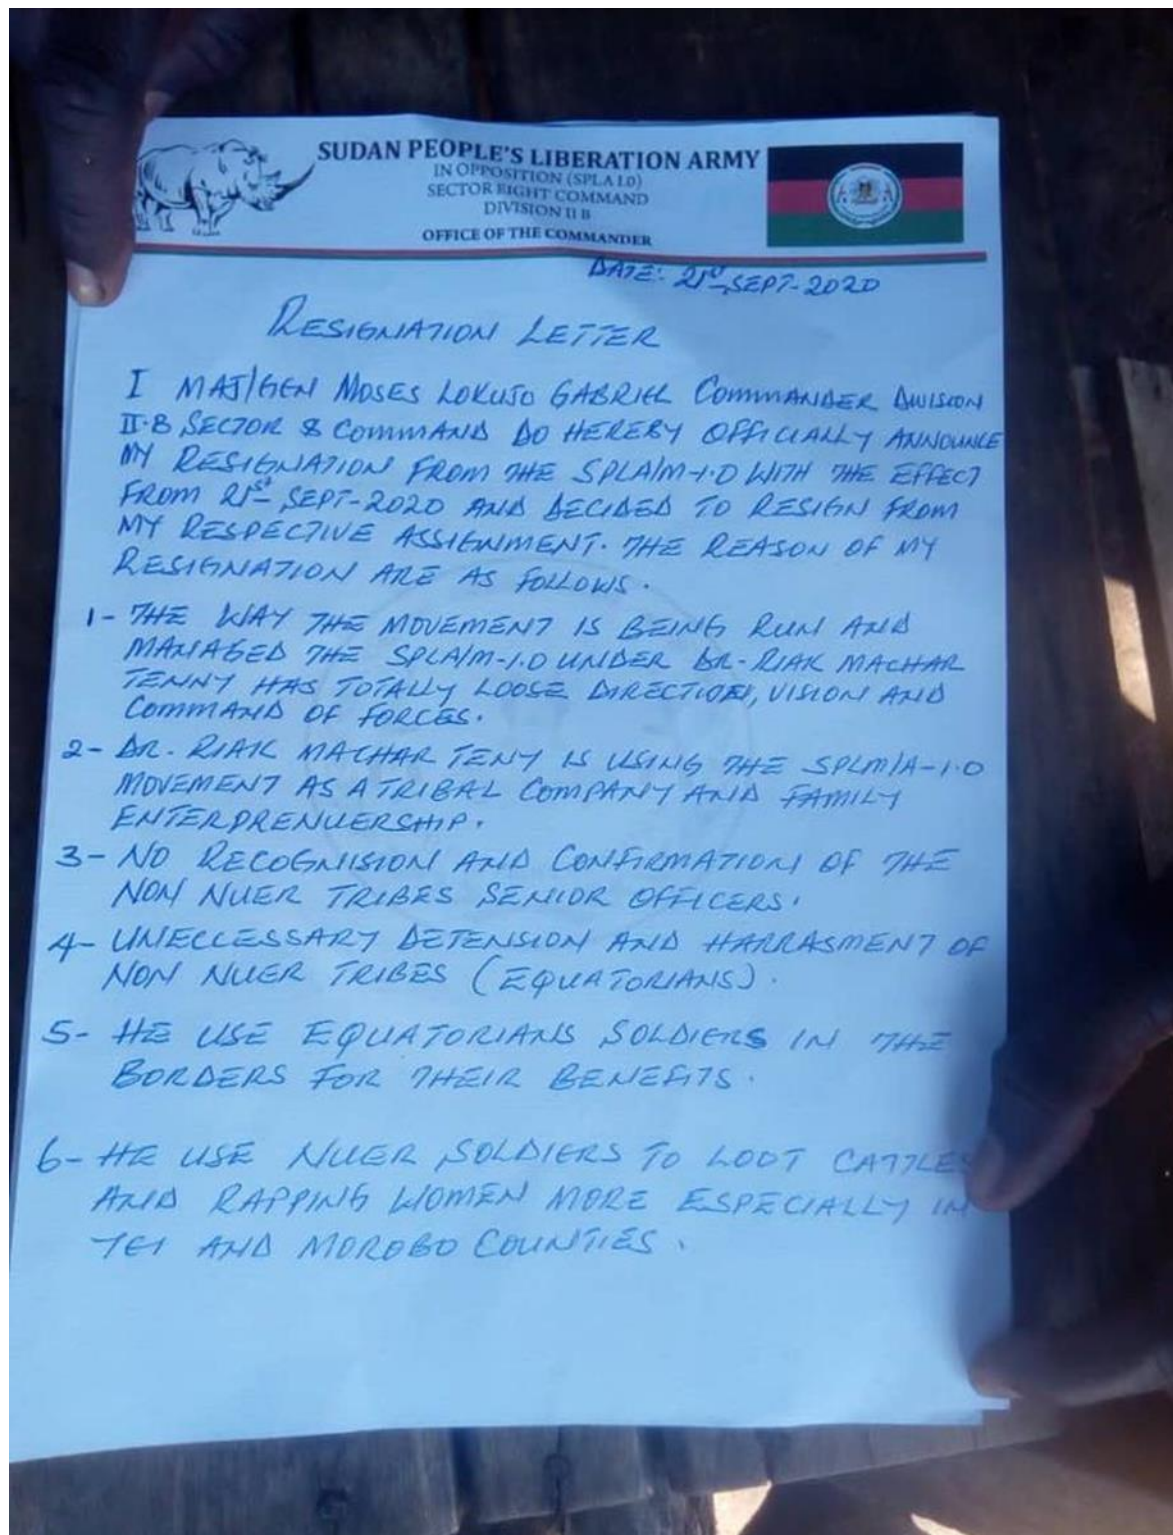 SUDAN PEOPLE'S LIBERATION ARMY
IN OPPOSITION (SPLA I.O)
SECTOR EIGHT COMMAND
DIVISION II B
OFFICE OF THE COMMANDER
DATE: 21ST SEPT-2020
RESIGNATION LETTER
I MAJ/GEN MOSES LOKUJO GABRIEL COMMANDER DIVISION
II-B SECTOR 8 COMMAND DO HEREBY OFFICIALLY ANNOUNCE
MY RESIGNATION FROM THE SPLA/M-I.O WITH THE EFFECT
FROM 21ST SEPT-2020 AND DECIDED TO RESIGN FROM
MY RESPECTIVE ASSIGNMENT. THE REASON OF MY
RESIGNATION ARE AS FOLLOWS.
1- THE WAY THE MOVEMENT IS BEING RUN AND
MANAGED THE SPLA/M-I.O UNDER DR-RIAK MACHAR
TENNY HAS TOTALLY LOOSE DIRECTION, VISION AND
COMMAND OF FORCES.
2- DR. RIAK MACHAR TENY IS USING THE SPLM/A-I.O
MOVEMENT AS A TRIBAL COMPANY AND FAMILY
ENTERPRENUERSHIP.
3- NO RECOGNISION AND CONFIRMATION OF THE
NON NUER TRIBES SENIOR OFFICERS.
4- UNECCESSARY DETENSION AND HARRASMENT OF
NON NUER TRIBES (EQUATORIANS).
5- HE USE EQUATORIANS SOLDIERS IN THE
BORDERS FOR THEIR BENEFITS.
6- HE USE NUER SOLDIERS TO LOOT CATTLES
AND RAPPING WOMEN MORE ESPECIALLY IN
YEI AND MOROBO COUNTIES.